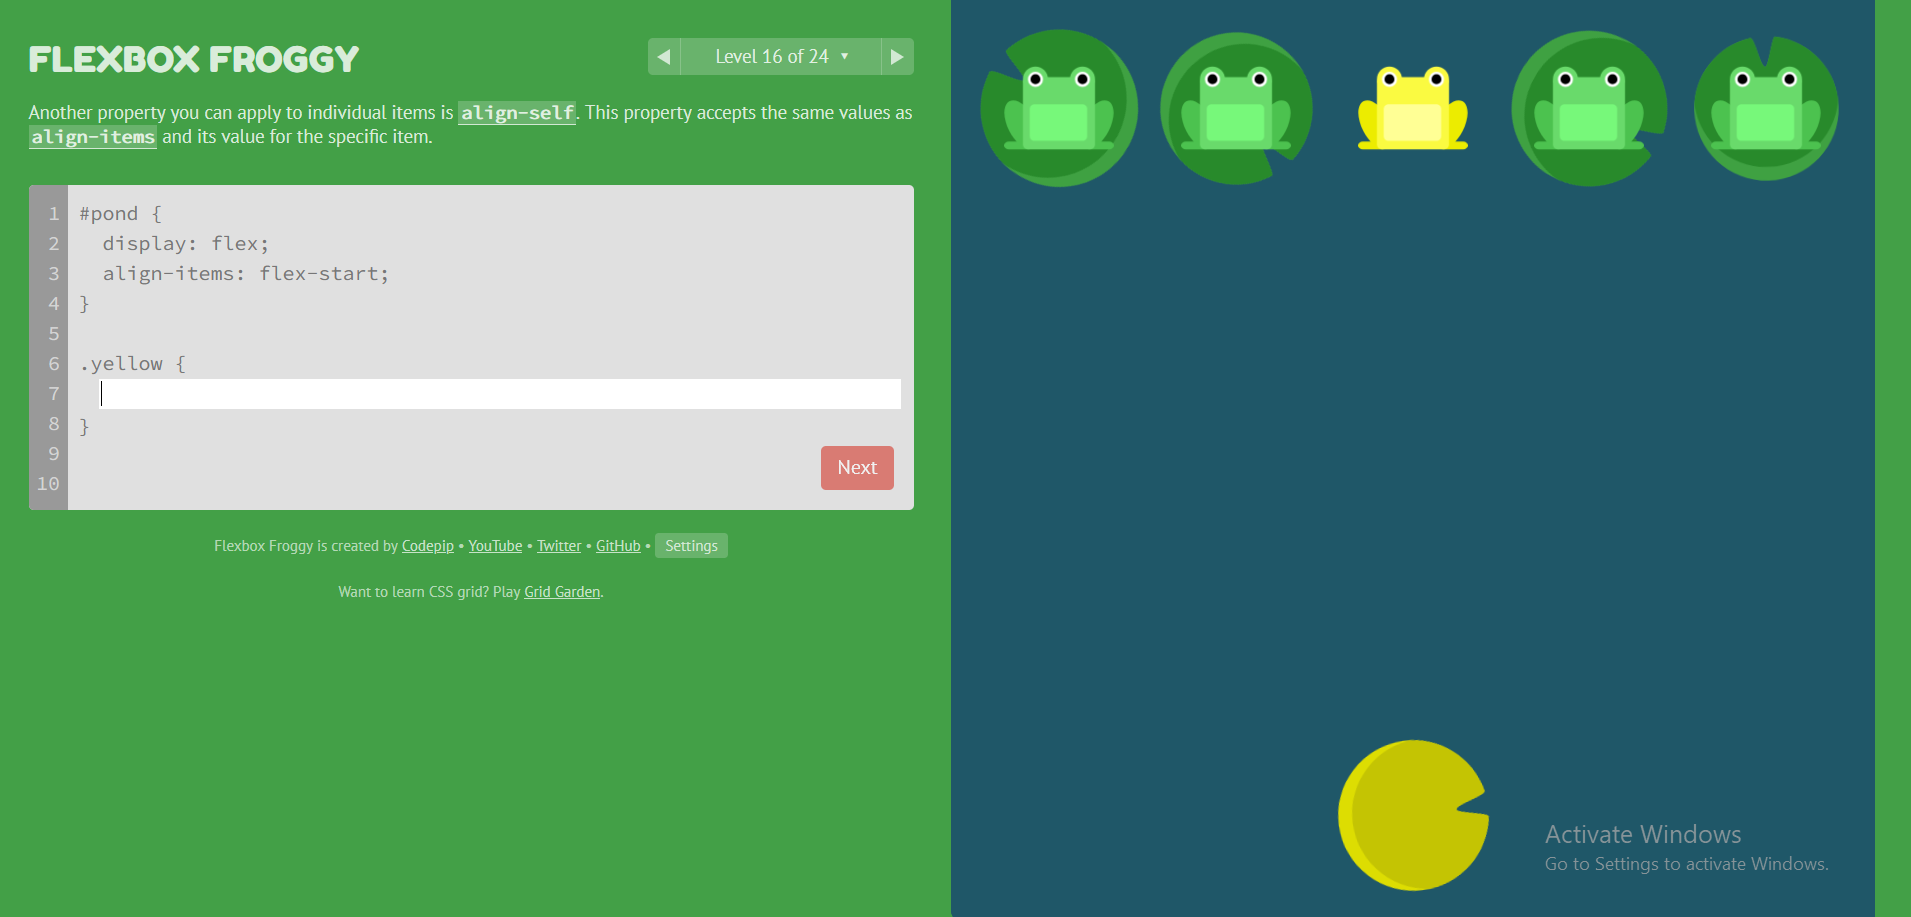 FLEXBOX FROGGY
Level 16 of 24 ▾
Another property you can apply to individual items is align-self. This property accepts the same values as
align-items and its value for the specific item.
1 #pond {
2   display: flex;
3   align-items: flex-start;
4 }
5
6 .yellow {
7
8 }
9
10
Next
Flexbox Froggy is created by Codepip • YouTube • Twitter • GitHub • Settings
Want to learn CSS grid? Play Grid Garden.
Activate Windows
Go to Settings to activate Windows.